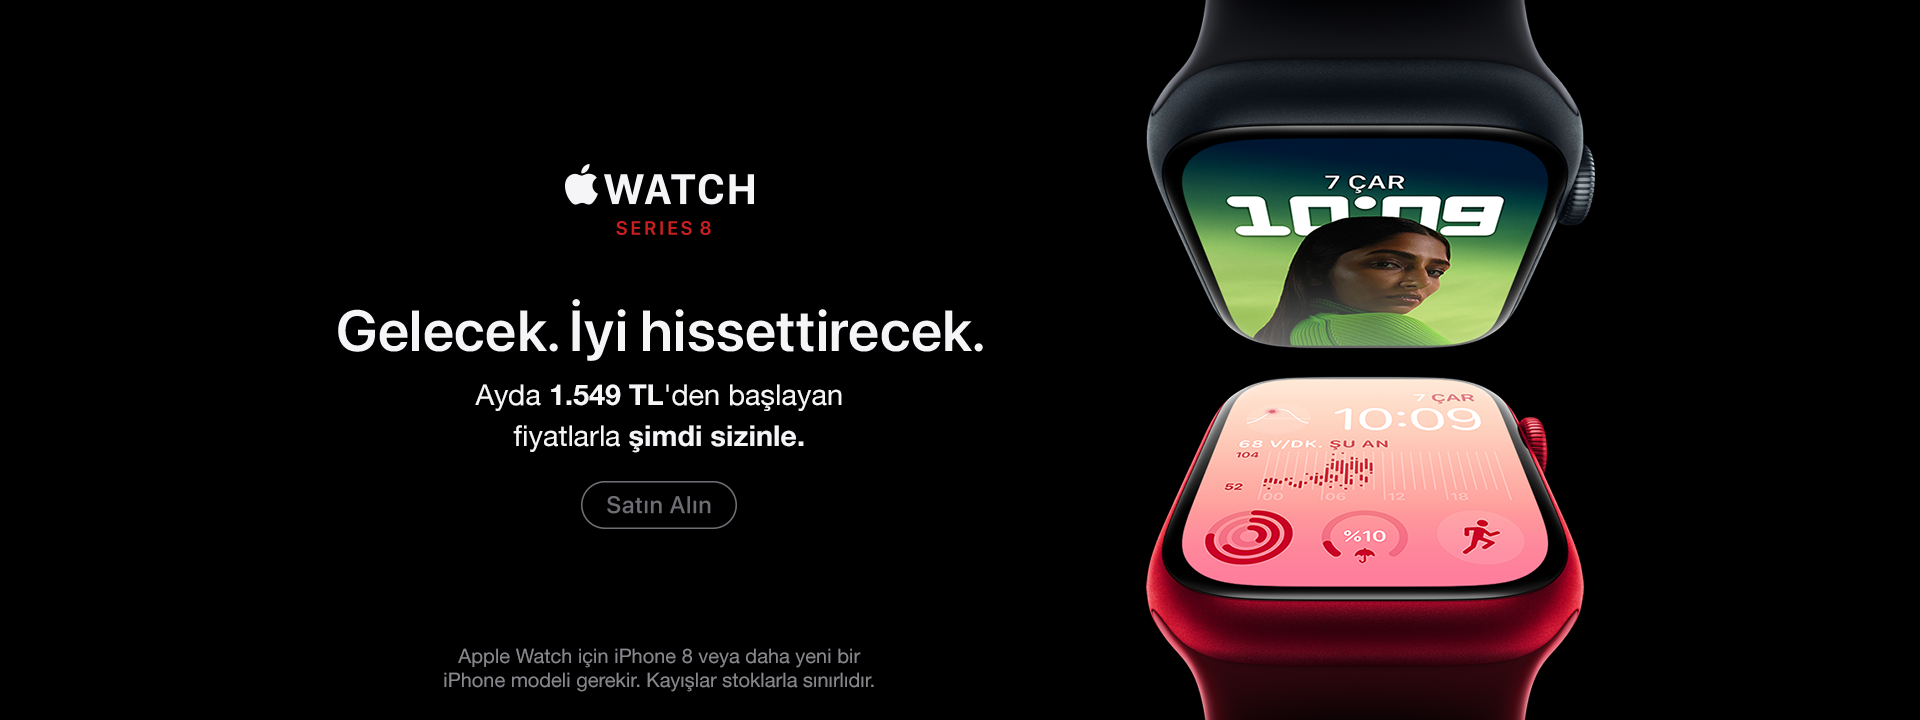 WATCH
SERIES 8
Gelecek. İyi hissettirecek.
Ayda 1.549 TL'den başlayan
fiyatlarla şimdi sizinle.
Satın Alın
Apple Watch için iPhone 8 veya daha yeni bir
iPhone modeli gerekir. Kayışlar stoklarla sınırlıdır.
7 ÇAR
10:09
7 ÇAR
10:09
68 V/DK. ŞU AN
104
52
00 06 12 18
%10